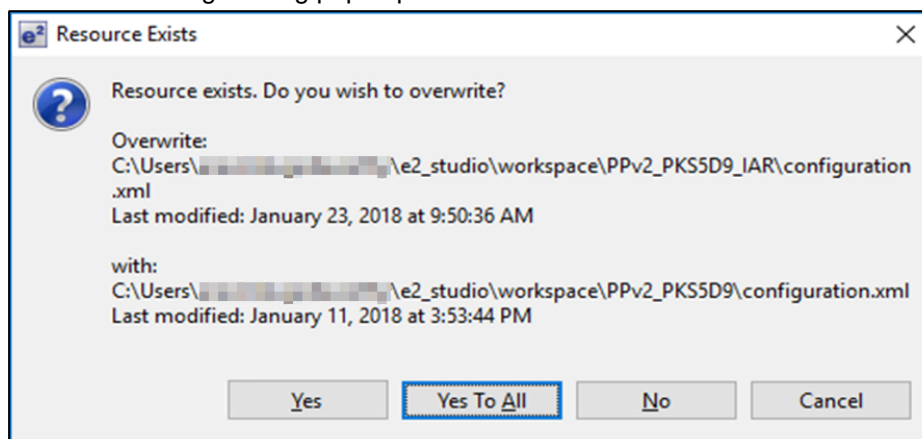 e² Resource Exists
Resource exists. Do you wish to overwrite?
Overwrite:
C:\Users\ \e2_studio\workspace\PPv2_PKS5D9_IAR\configuration
.xml
Last modified: January 23, 2018 at 9:50:36 AM
with:
C:\Users\ \e2_studio\workspace\PPv2_PKS5D9\configuration.xml
Last modified: January 11, 2018 at 3:53:44 PM
Yes Yes To All No Cancel